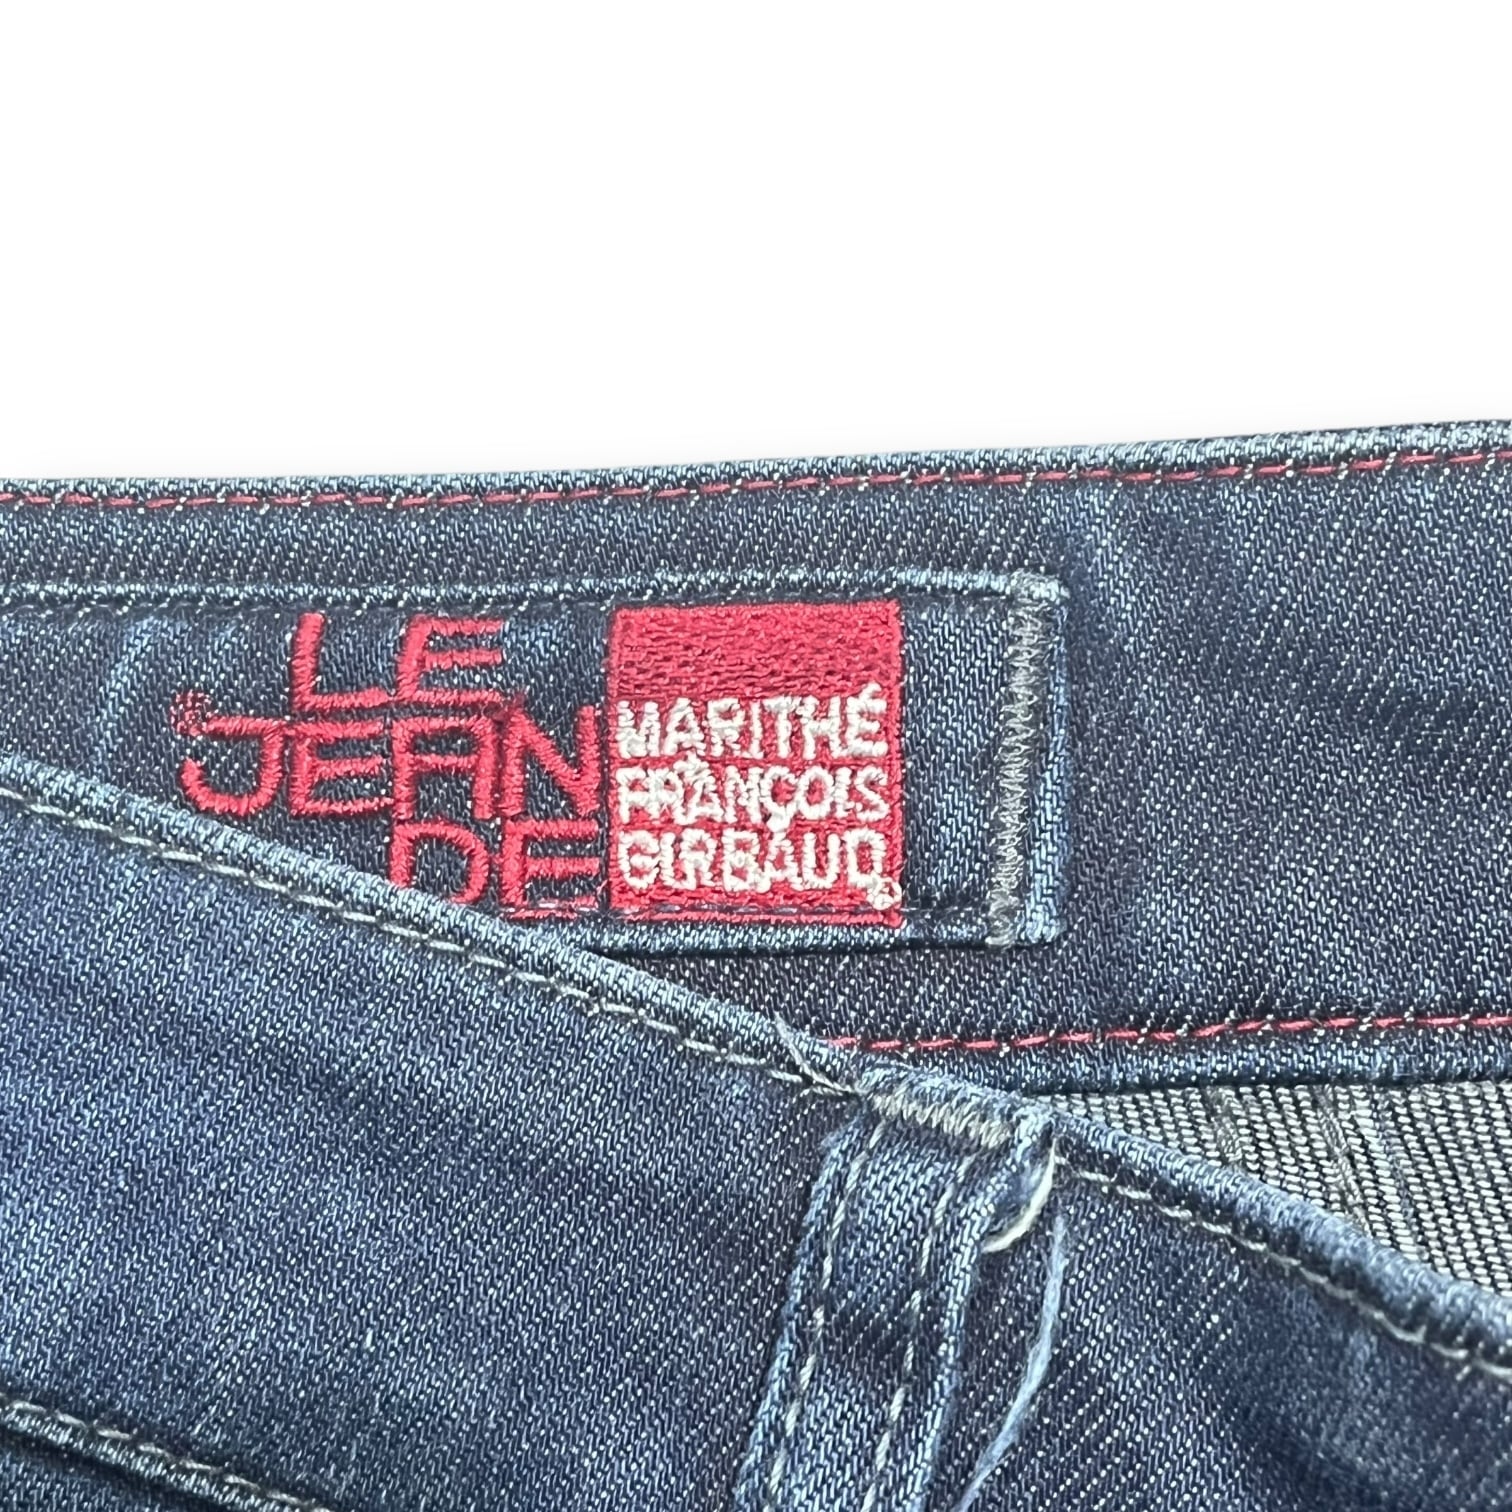 LE
JEAN
DE
MARITHÉ
FRANÇOIS
GIRBAUD®